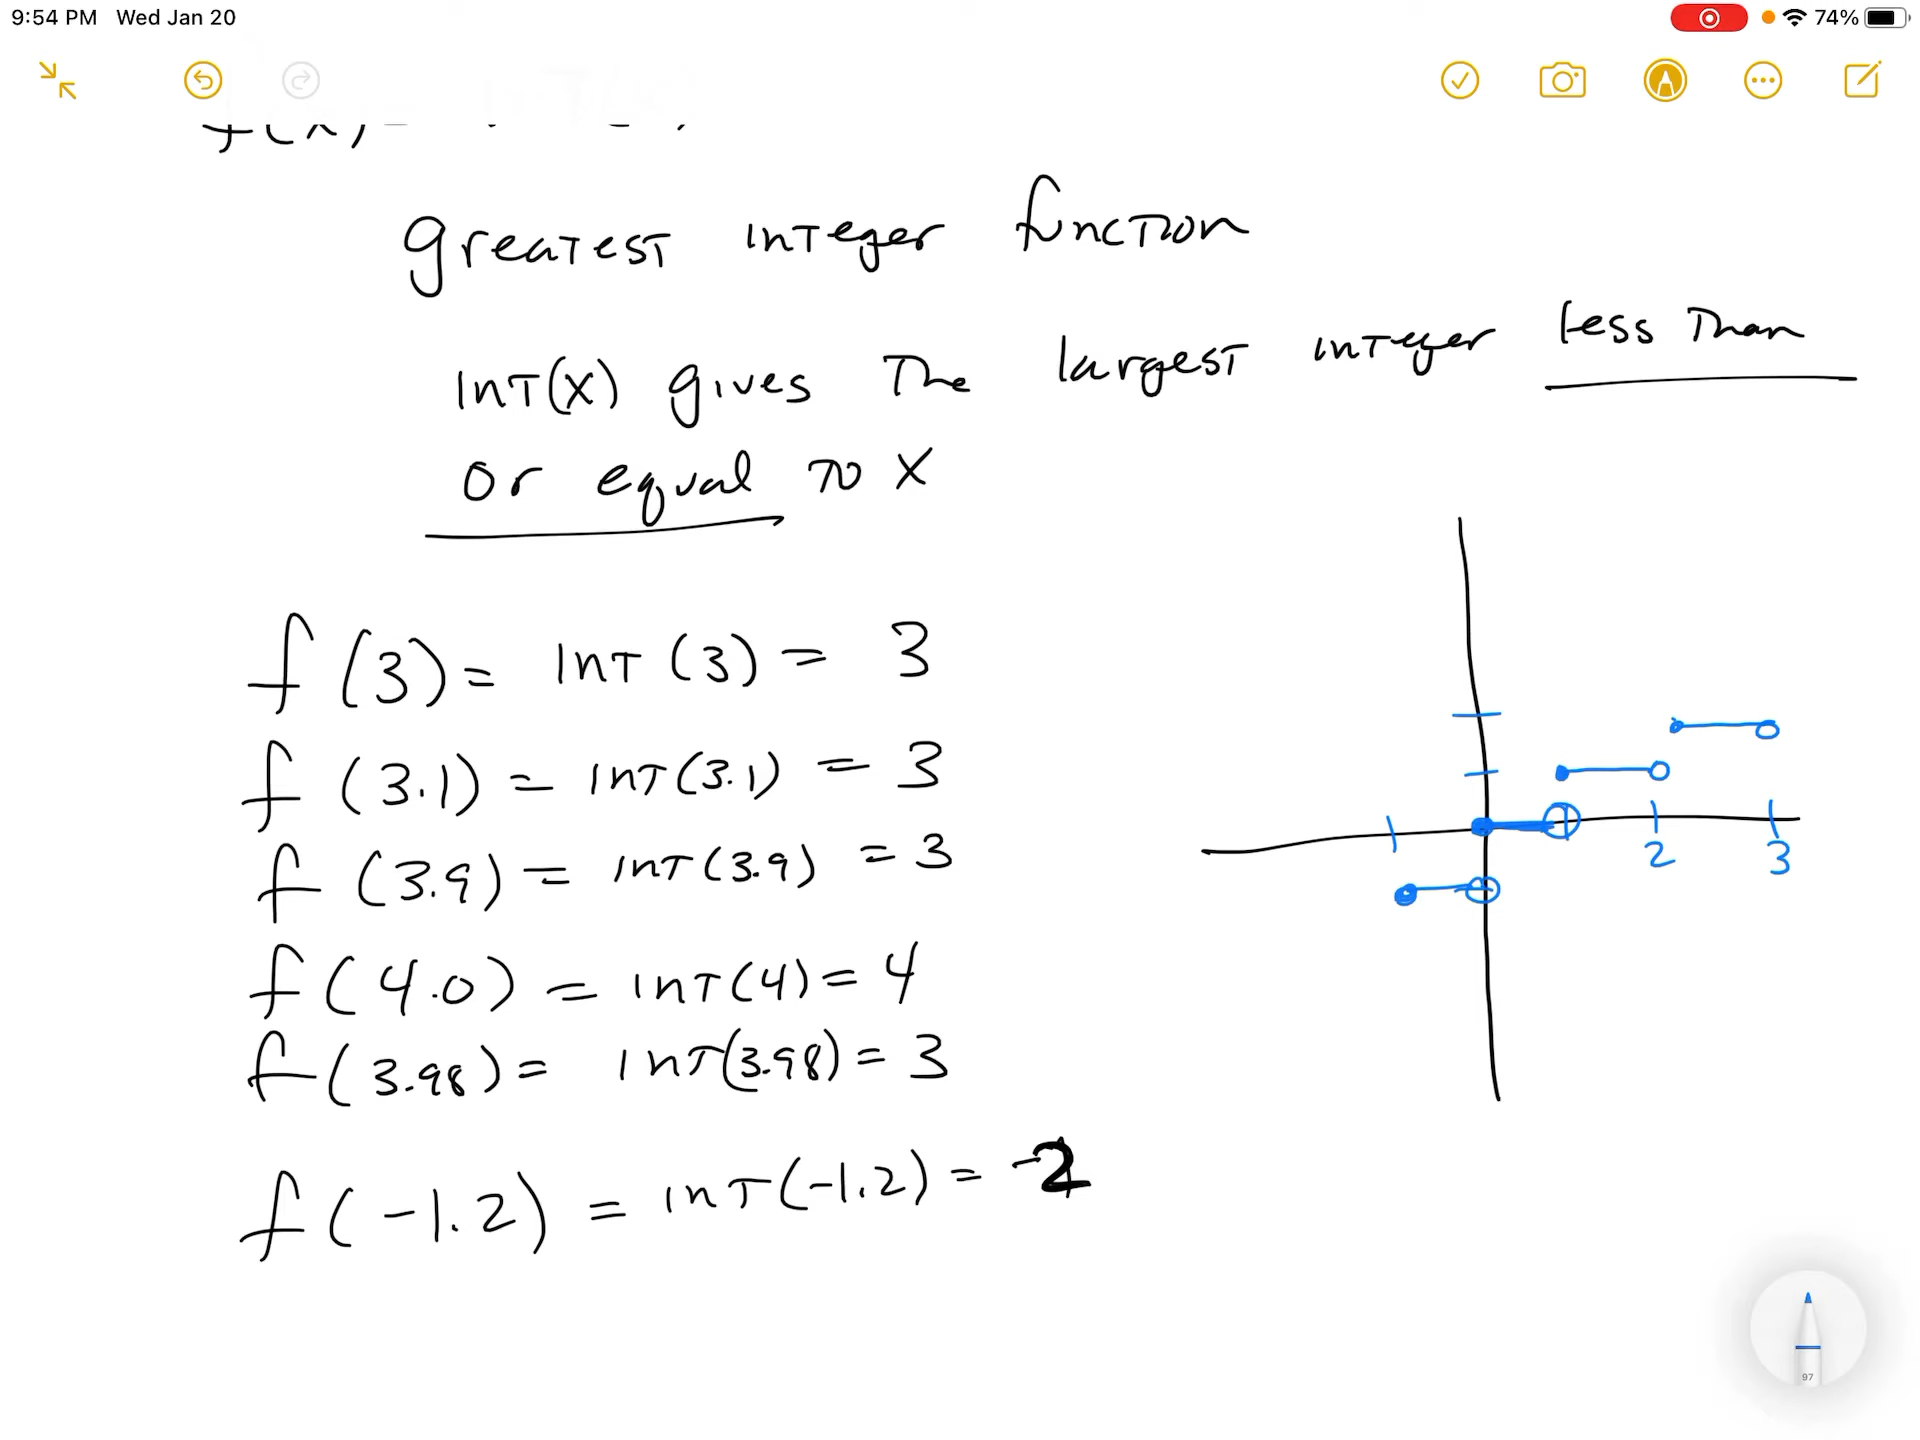 9:54 PM Wed Jan 20
74%
f(x) =
greatest integer function
INT(X) gives the largest integer less than
or equal to X
f(3) = INT(3) = 3
f(3.1) = INT(3.1) = 3
f(3.9) = INT(3.9) = 3
f(4.0) = INT(4) = 4
f(3.98) = INT(3.98) = 3
f(-1.2) = INT(-1.2) = -2
2 3
97